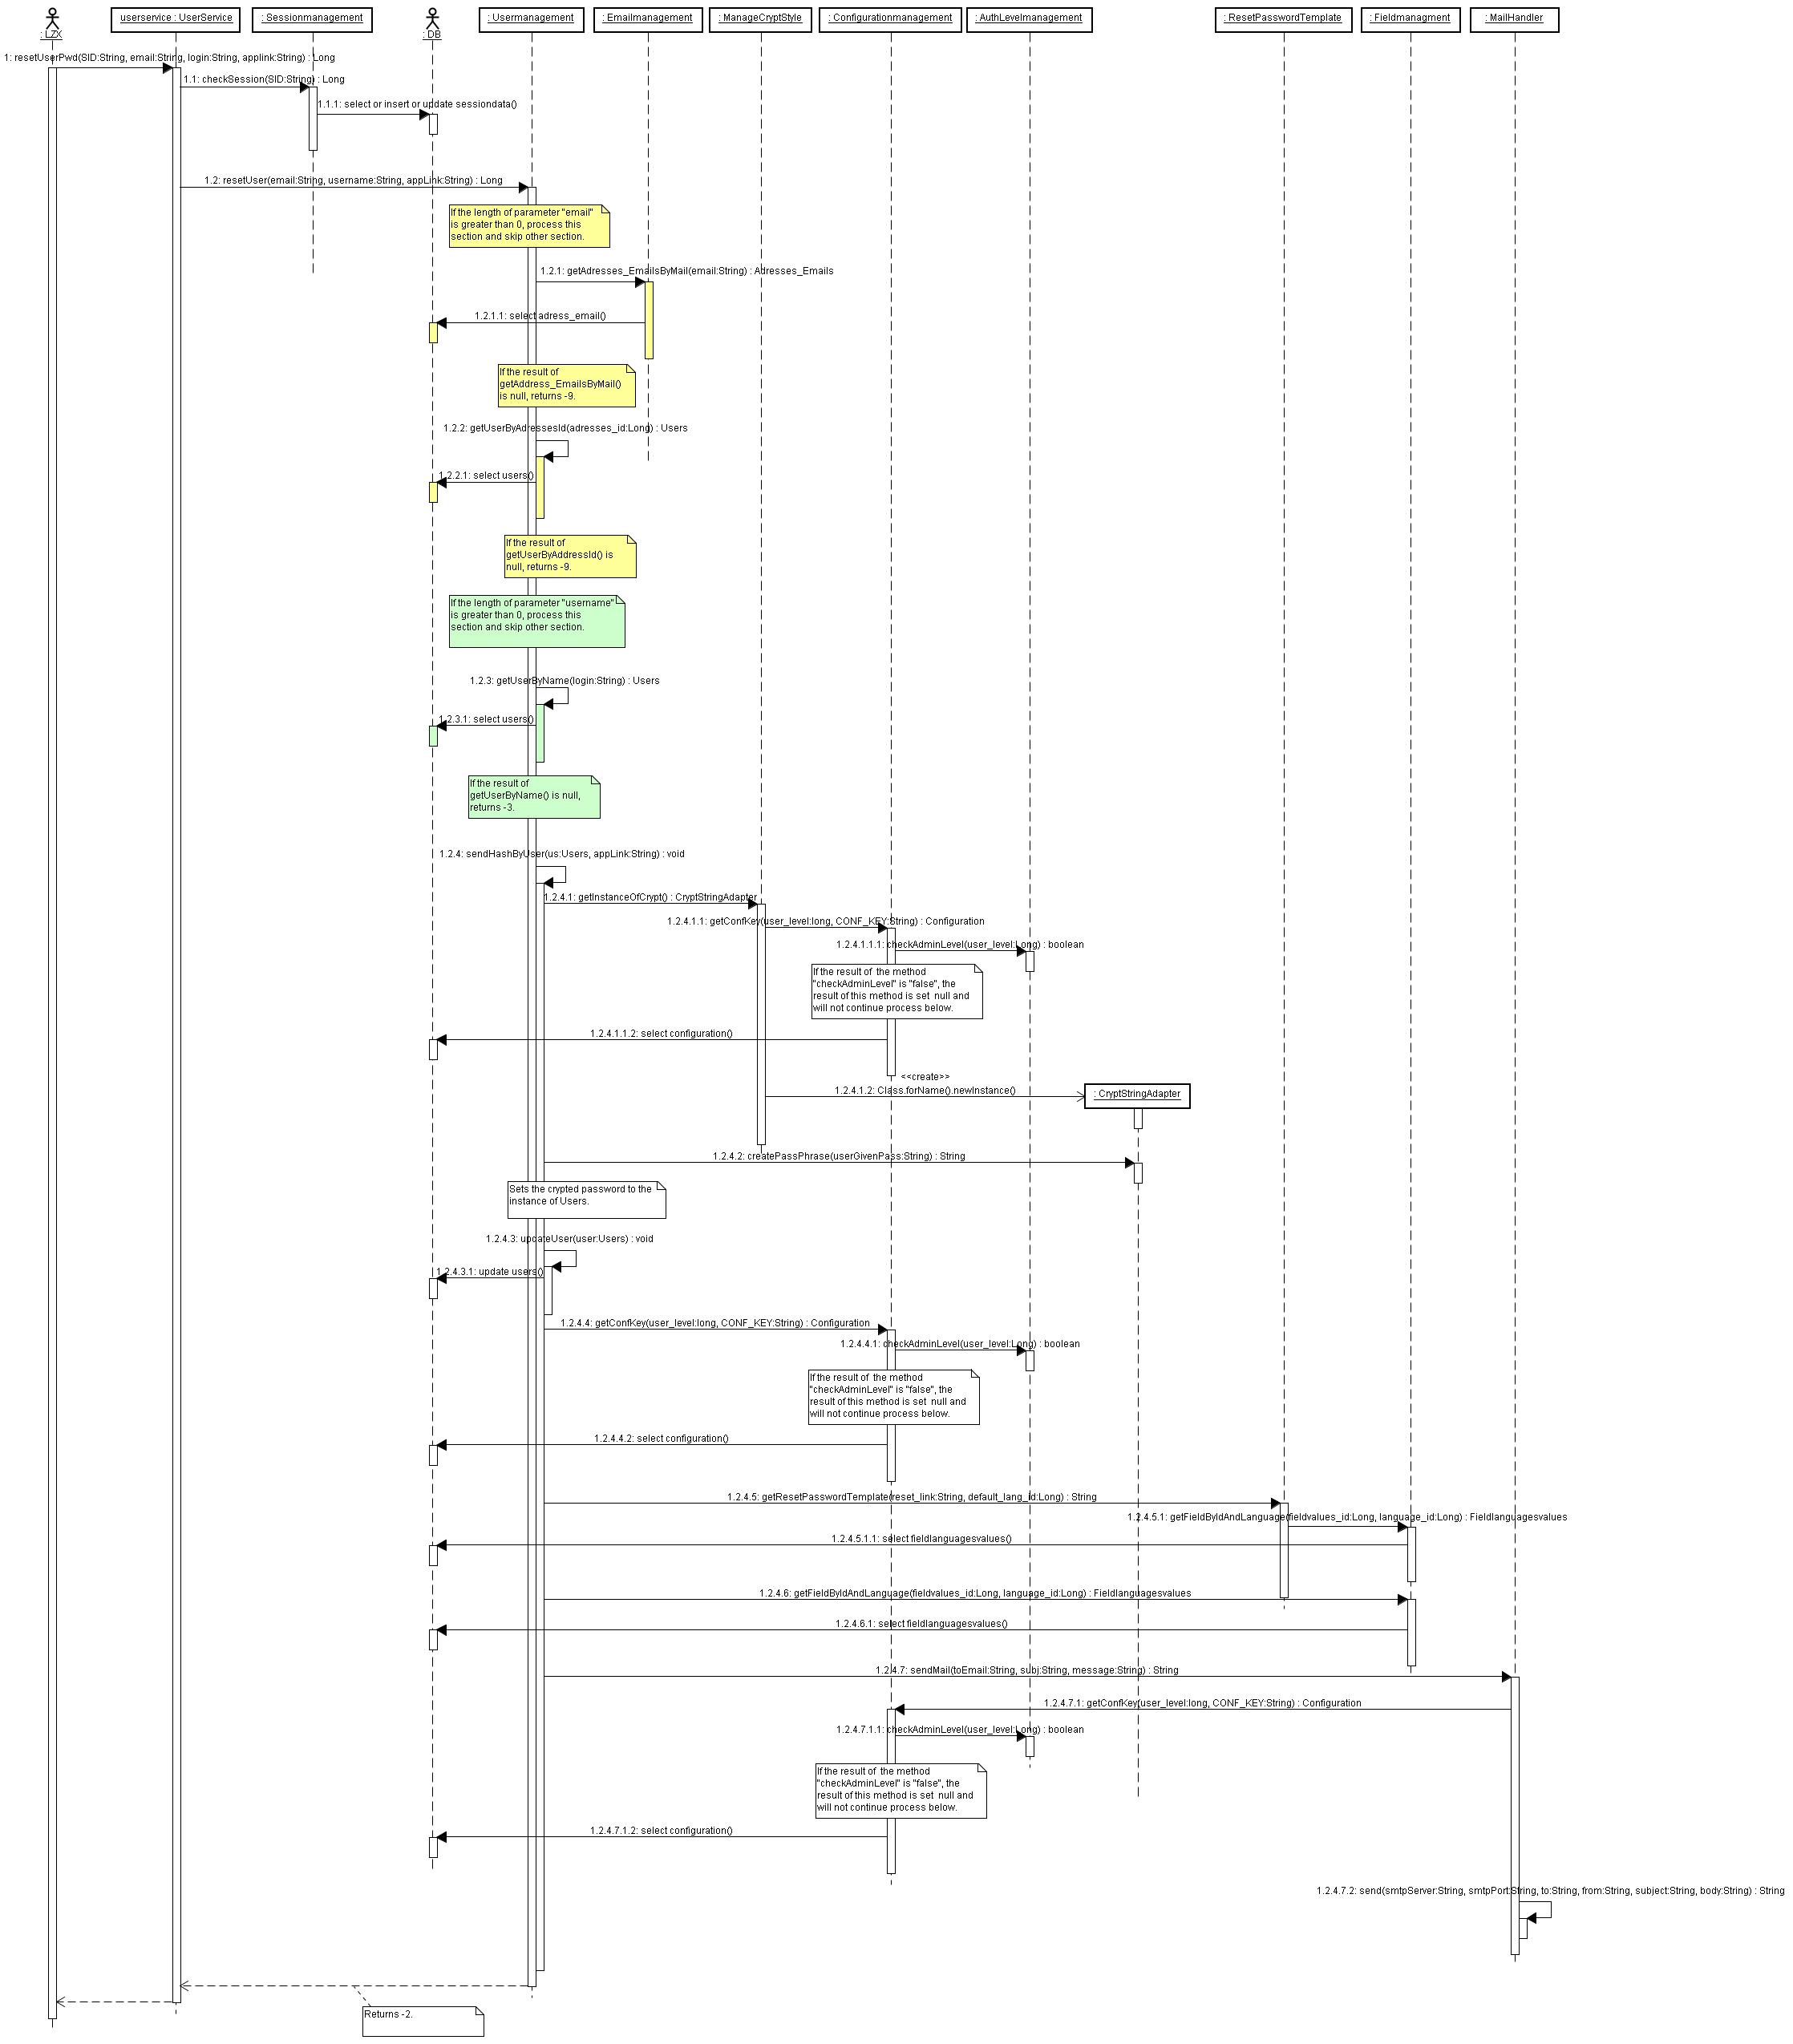 : LZX
userservice : UserService
: Sessionmanagement
: DB
: Usermanagement
: Emailmanagement
: ManageCryptStyle
: Configurationmanagement
: AuthLevelmanagement
: ResetPasswordTemplate
: Fieldmanagment
: MailHandler
1: resetUserPwd(SID:String, email:String, login:String, applink:String) : Long
1.1: checkSession(SID:String) : Long
1.1.1: select or insert or update sessiondata()
1.2: resetUser(email:String, username:String, appLink:String) : Long
If the length of parameter "email"
is greater than 0, process this
section and skip other section.
1.2.1: getAdresses_EmailsByMail(email:String) : Adresses_Emails
1.2.1.1: select adress_email()
If the result of
getAddress_EmailsByMail()
is null, returns -9.
1.2.2: getUserByAdressesId(adresses_id:Long) : Users
1.2.2.1: select users()
If the result of
getUserByAddressId() is
null, returns -9.
If the length of parameter "username"
is greater than 0, process this
section and skip other section.
1.2.3: getUserByName(login:String) : Users
1.2.3.1: select users()
If the result of
getUserByName() is null,
returns -3.
1.2.4: sendHashByUser(us:Users, appLink:String) : void
1.2.4.1: getInstanceOfCrypt() : CryptStringAdapter
1.2.4.1.1: getConfKey(user_level:long, CONF_KEY:String) : Configuration
1.2.4.1.1.1: checkAdminLevel(user_level:Long) : boolean
If the result of  the method
"checkAdminLevel" is "false", the
result of this method is set  null and
will not continue process below.
1.2.4.1.1.2: select configuration()
<<create>>
1.2.4.1.2: Class.forName().newInstance()
: CryptStringAdapter
1.2.4.2: createPassPhrase(userGivenPass:String) : String
Sets the crypted password to the
instance of Users.
1.2.4.3: updateUser(user:Users) : void
1.2.4.3.1: update users()
1.2.4.4: getConfKey(user_level:long, CONF_KEY:String) : Configuration
1.2.4.4.1: checkAdminLevel(user_level:Long) : boolean
If the result of  the method
"checkAdminLevel" is "false", the
result of this method is set  null and
will not continue process below.
1.2.4.4.2: select configuration()
1.2.4.5: getResetPasswordTemplate(reset_link:String, default_lang_id:Long) : String
1.2.4.5.1: getFieldByIdAndLanguage(fieldvalues_id:Long, language_id:Long) : Fieldlanguagesvalues
1.2.4.5.1.1: select fieldlanguagesvalues()
1.2.4.6: getFieldByIdAndLanguage(fieldvalues_id:Long, language_id:Long) : Fieldlanguagesvalues
1.2.4.6.1: select fieldlanguagesvalues()
1.2.4.7: sendMail(toEmail:String, subj:String, message:String) : String
1.2.4.7.1: getConfKey(user_level:long, CONF_KEY:String) : Configuration
1.2.4.7.1.1: checkAdminLevel(user_level:Long) : boolean
If the result of  the method
"checkAdminLevel" is "false", the
result of this method is set  null and
will not continue process below.
1.2.4.7.1.2: select configuration()
1.2.4.7.2: send(smtpServer:String, smtpPort:String, to:String, from:String, subject:String, body:String) : String
Returns -2.